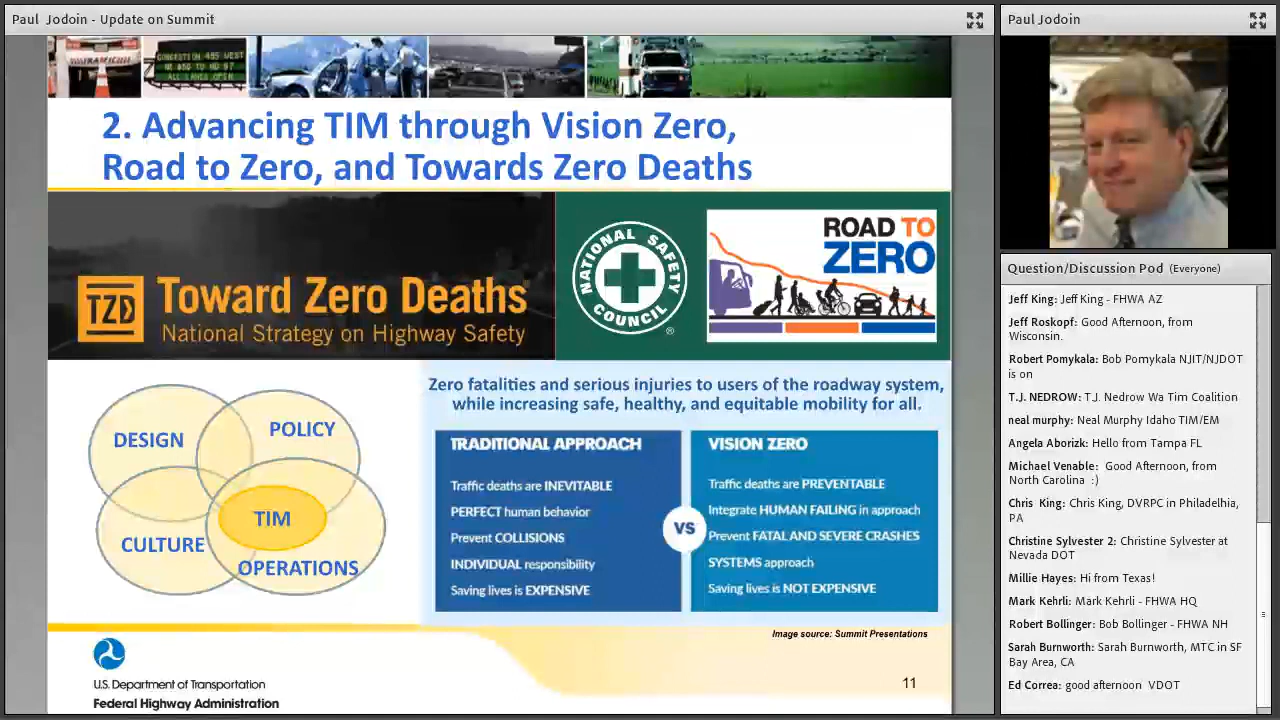 Paul Jodoin - Update on Summit
CONGESTION 495 WEST
ALL LANES OPEN
2. Advancing TIM through Vision Zero,
Road to Zero, and Towards Zero Deaths
TZD
Toward Zero Deaths
National Strategy on Highway Safety
NATIONAL SAFETY
COUNCIL
®
ROAD TO
ZERO
DESIGN
POLICY
TIM
CULTURE
OPERATIONS
Zero fatalities and serious injuries to users of the roadway system,
while increasing safe, healthy, and equitable mobility for all.
TRADITIONAL APPROACH
Traffic deaths are INEVITABLE
PERFECT human behavior
Prevent COLLISIONS
INDIVIDUAL responsibility
Saving lives is EXPENSIVE
VS
VISION ZERO
Traffic deaths are PREVENTABLE
Integrate HUMAN FAILING in approach
Prevent FATAL AND SEVERE CRASHES
SYSTEMS approach
Saving lives is NOT EXPENSIVE
Image source: Summit Presentations
U.S. Department of Transportation
Federal Highway Administration
11
Paul Jodoin
Question/Discussion Pod (Everyone)
Jeff King: Jeff King - FHWA AZ
Jeff Roskopf: Good Afternoon, from
Wisconsin.
Robert Pomykala: Bob Pomykala NJIT/NJDOT
is on
T.J. NEDROW: T.J. Nedrow Wa Tim Coalition
neal murphy: Neal Murphy Idaho TIM/EM
Angela Aborizk: Hello from Tampa FL
Michael Venable: Good Afternoon, from
North Carolina :)
Chris King: Chris King, DVRPC in Philadelhia,
PA
Christine Sylvester 2: Christine Sylvester at
Nevada DOT
Millie Hayes: Hi from Texas!
Mark Kehrli: Mark Kehrli - FHWA HQ
Robert Bollinger: Bob Bollinger - FHWA NH
Sarah Burnworth: Sarah Burnworth, MTC in SF
Bay Area, CA
Ed Correa: good afternoon VDOT